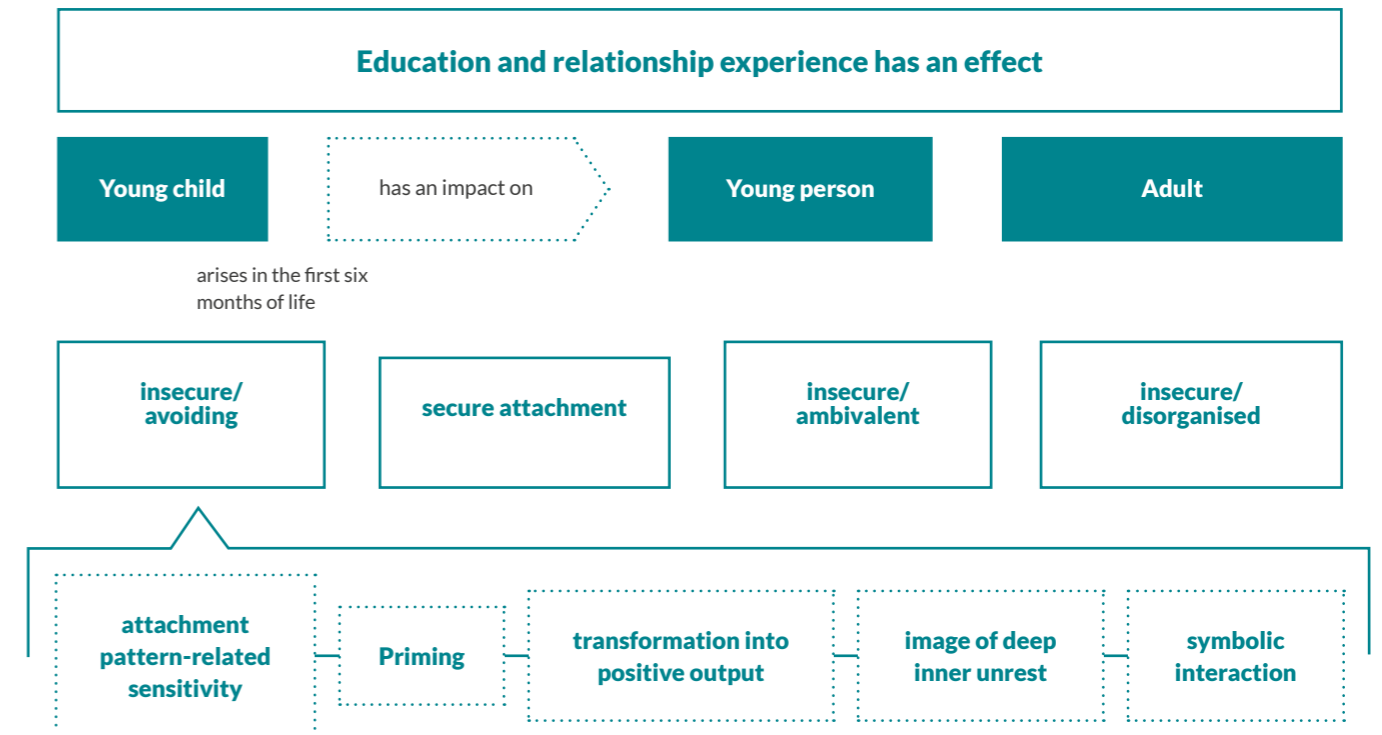 Education and relationship experience has an effect
Young child
has an impact on
Young person
Adult
arises in the first six
months of life
insecure/
avoiding
secure attachment
insecure/
ambivalent
insecure/
disorganised
attachment
pattern-related
sensitivity
Priming
transformation into
positive output
image of deep
inner unrest
symbolic
interaction